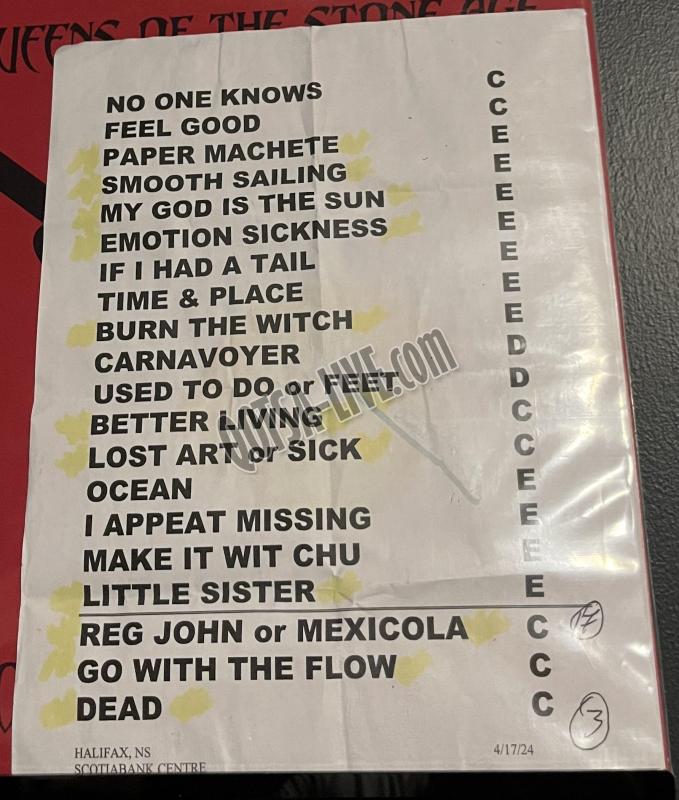 QUEENS OF THE STONE AGE
NO ONE KNOWS C
FEEL GOOD C
PAPER MACHETE E
SMOOTH SAILING E
MY GOD IS THE SUN E
EMOTION SICKNESS E
IF I HAD A TAIL E
TIME & PLACE E
BURN THE WITCH E
CARNAVOYER D
USED TO DO or FEET D
BETTER LIVING C
LOST ART or SICK C
OCEAN E
I APPEAT MISSING E
MAKE IT WIT CHU E
LITTLE SISTER E
17
REG JOHN or MEXICOLA C
GO WITH THE FLOW C
DEAD C
3
HALIFAX, NS 4/17/24
SCOTIABANK CENTRE
QOTSA-LIVE.com